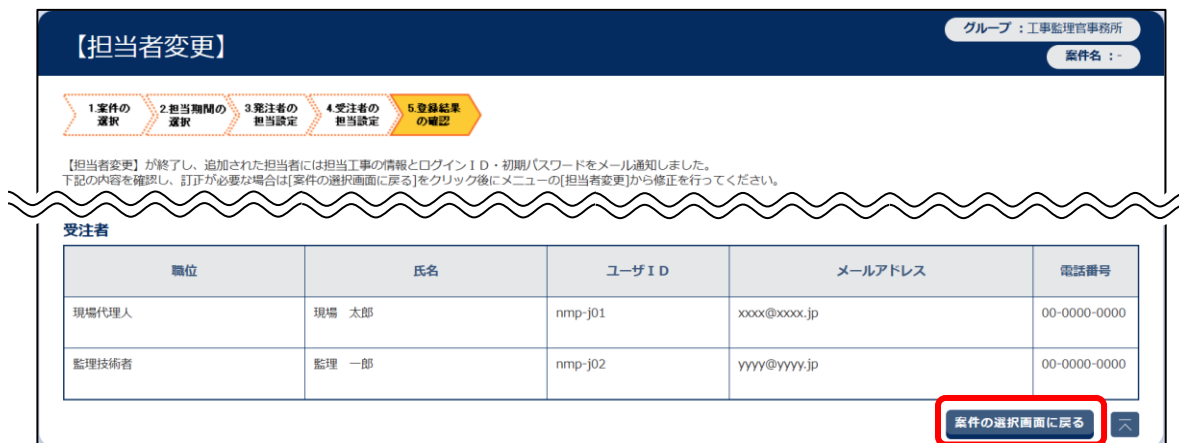 【担当者変更】
グループ ：工事監理官事務所
案件名 ：-
1.案件の
選択
2.担当期間の
選択
3.発注者の
担当設定
4.受注者の
担当設定
5.登録結果
の確認
【担当者変更】が終了し、追加された担当者には担当工事の情報とログインＩＤ・初期パスワードをメール通知しました。
下記の内容を確認し、訂正が必要な場合は[案件の選択画面に戻る]をクリック後にメニューの[担当者変更]から修正を行ってください。
受注者
職位 氏名 ユーザＩＤ メールアドレス 電話番号
現場代理人 現場　太郎 nmp-j01 xxxx@xxxx.jp 00-0000-0000
監理技術者 監理　一郎 nmp-j02 yyyy@yyyy.jp 00-0000-0000
案件の選択画面に戻る